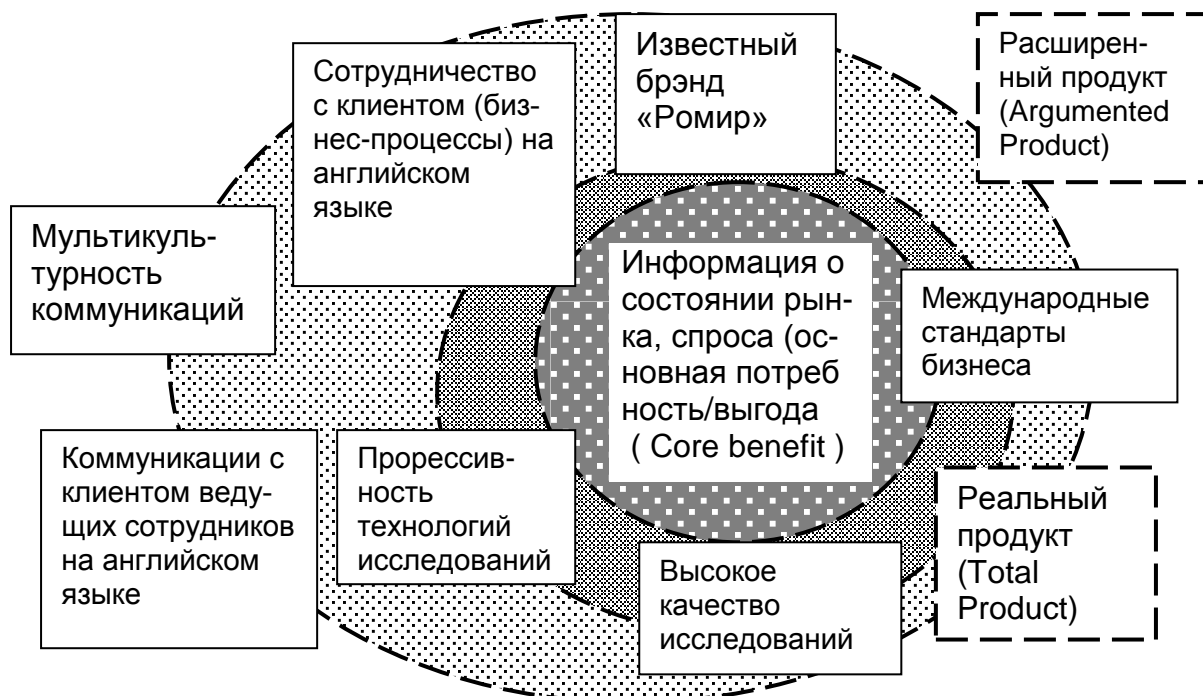 Известный
брэнд
«Ромир»
Расширен-
ный продукт
(Argumented
Product)
Сотрудничество
с клиентом (биз-
нес-процессы) на
английском
языке
Мультикуль-
турность
коммуникаций
Информация о
состоянии рын-
ка, спроса (ос-
новная потреб
ность/выгода
( Core benefit )
Международные
стандарты
бизнеса
Коммуникации с
клиентом веду-
щих сотрудников
на английском
языке
Прорессив-
ность
технологий
исследований
Высокое
качество
исследований
Реальный
продукт
(Total
Product)